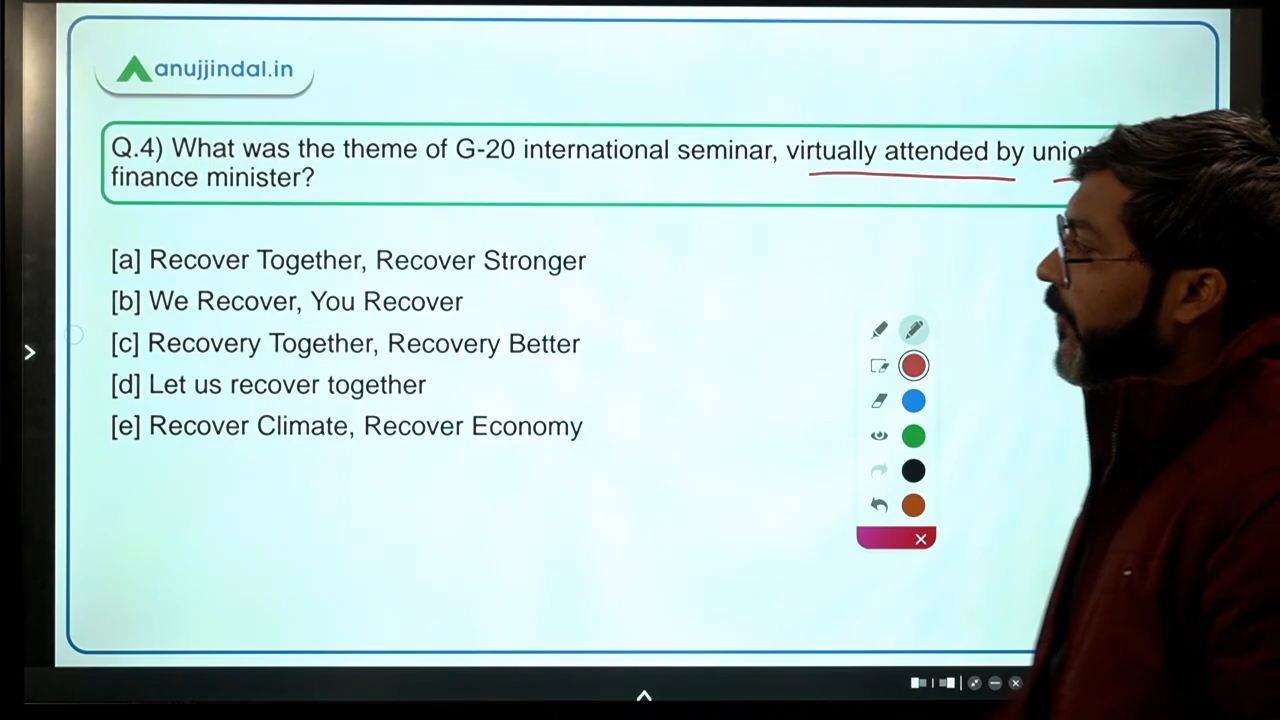 anujjindal.in
Q.4) What was the theme of G-20 international seminar, virtually attended by
finance minister?
[a] Recover Together, Recover Stronger
[b] We Recover, You Recover
[c] Recovery Together, Recovery Better
[d] Let us recover together
[e] Recover Climate, Recover Economy